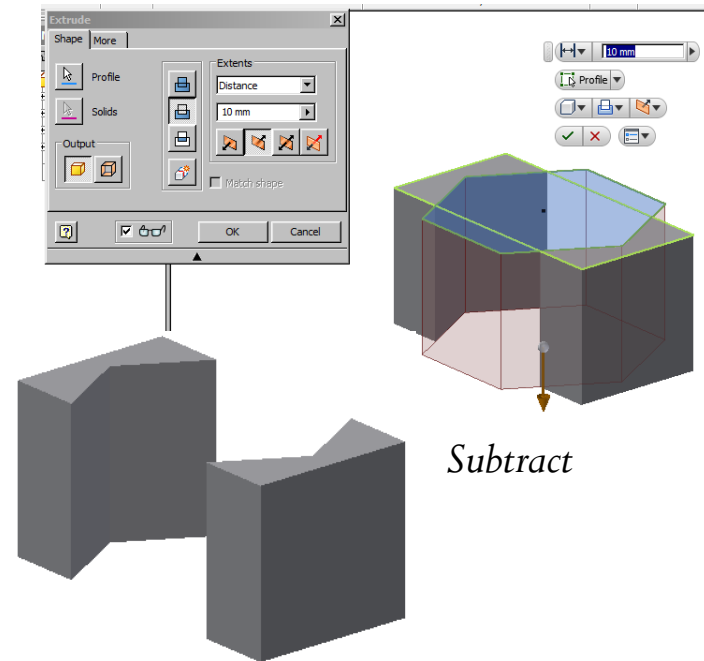 Extrude
Shape More
Profile
Solids
Output
Extents
Distance
10 mm
Match shape
OK Cancel
10 mm
Profile
Subtract